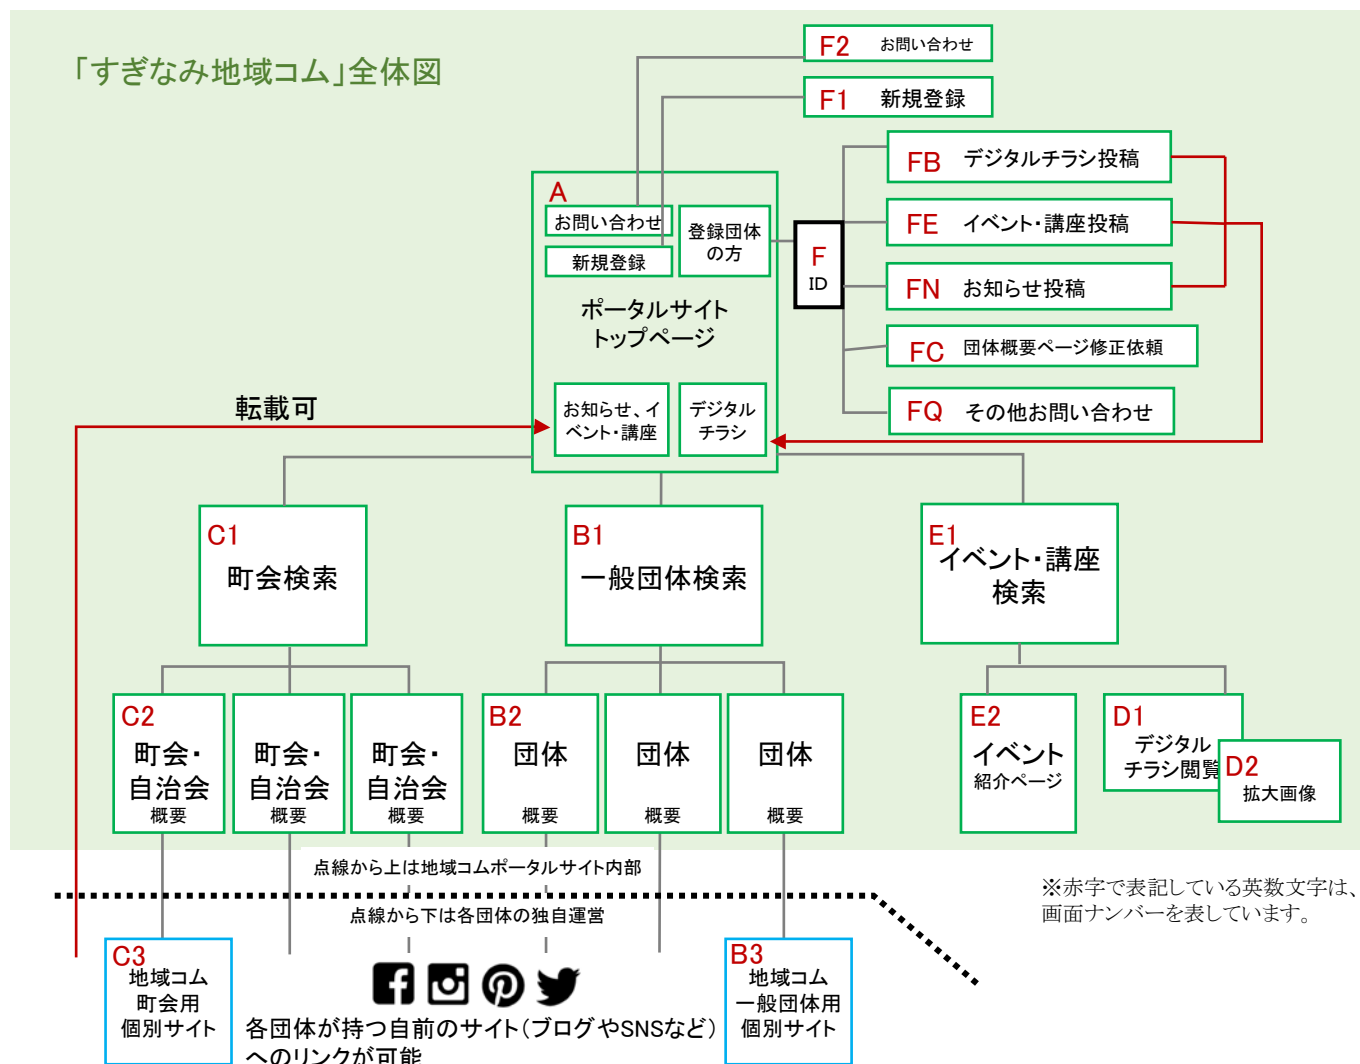 「すぎなみ地域コム」全体図
F2 お問い合わせ
F1 新規登録
A
お問い合わせ
新規登録
登録団体
の方
F
ID
FB デジタルチラシ投稿
FE イベント・講座投稿
FN お知らせ投稿
FC 団体概要ページ修正依頼
FQ その他お問い合わせ
ポータルサイト
トップページ
転載可
お知らせ、イ
ベント・講座
デジタル
チラシ
C1
町会検索
B1
一般団体検索
E1
イベント・講座
検索
C2
町会・
自治会
概要
町会・
自治会
概要
町会・
自治会
概要
B2
団体
概要
団体
概要
団体
概要
E2
イベント
紹介ページ
D1
デジタル
チラシ閲覧
D2
拡大画像
点線から上は地域コムポータルサイト内部
点線から下は各団体の独自運営
※赤字で表記している英数文字は、
画面ナンバーを表しています。
C3
地域コム
町会用
個別サイト
各団体が持つ自前のサイト（ブログやSNSなど）
へのリンクが可能
B3
地域コム
一般団体用
個別サイト